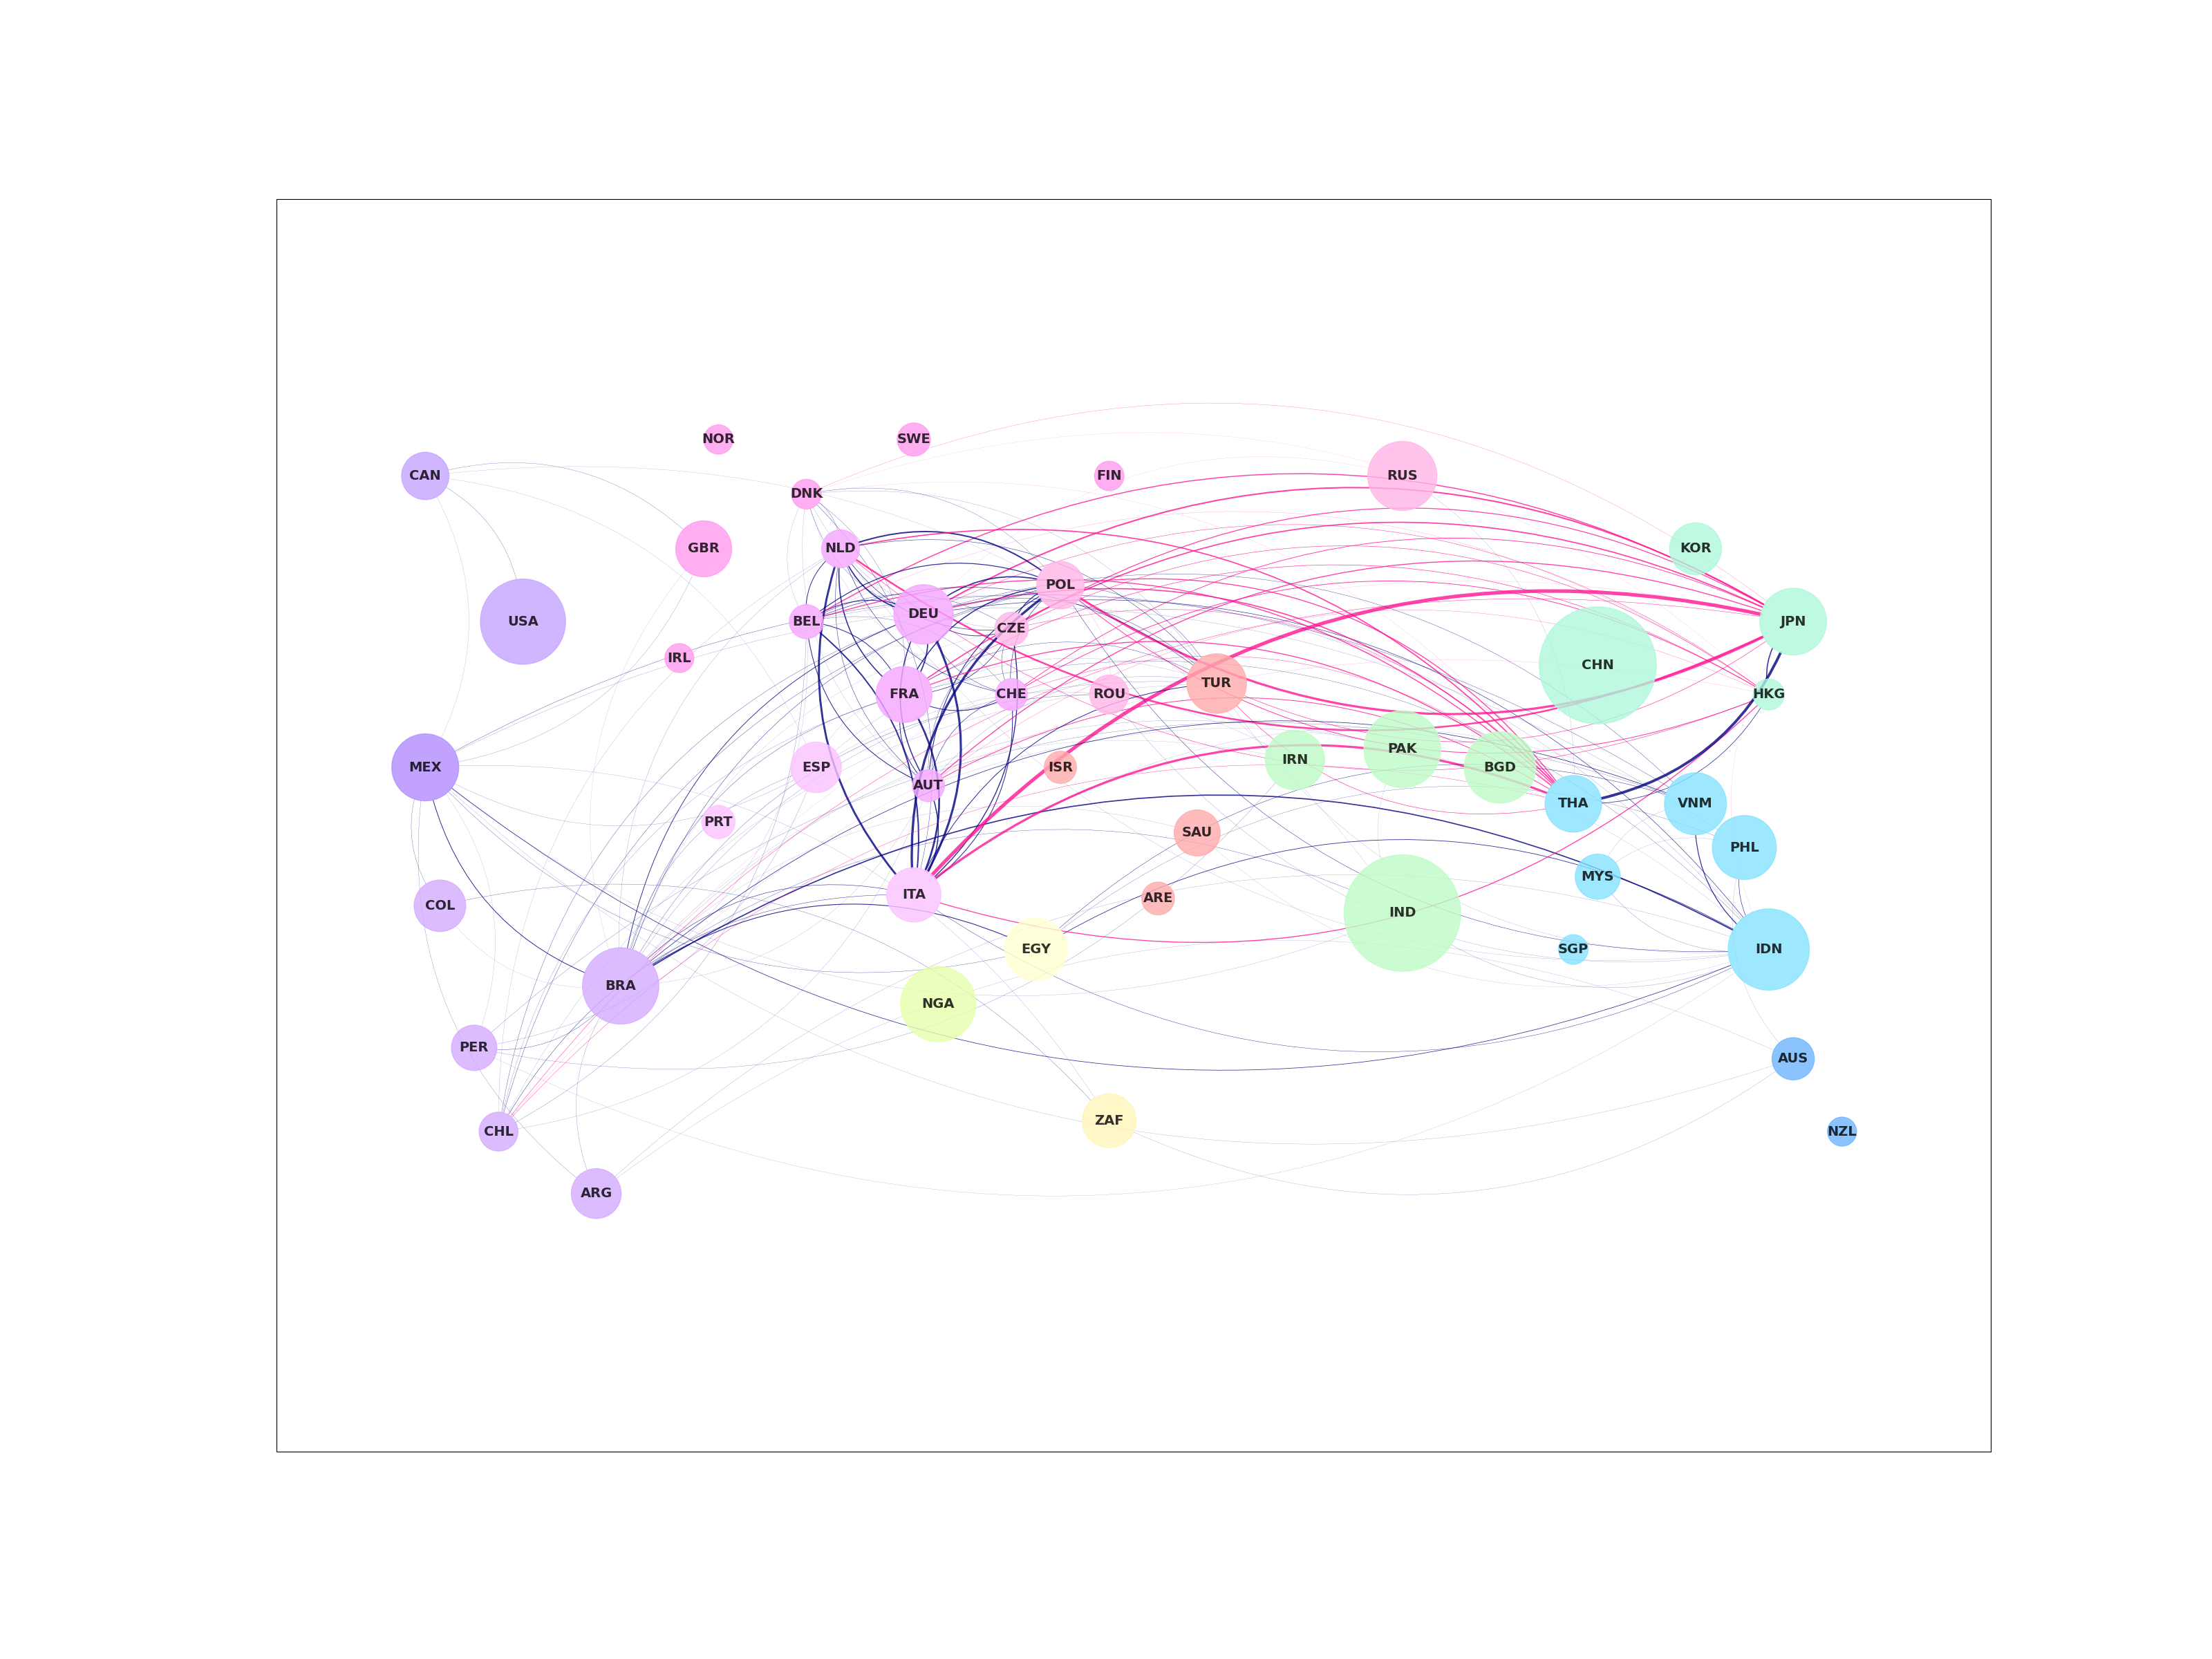 NOR
SWE
CAN
FIN
RUS
DNK
GBR
NLD
KOR
POL
DEU
USA
BEL
CZE
JPN
IRL
CHN
FRA
CHE
ROU
TUR
HKG
MEX
ESP
ISR
IRN
PAK
BGD
AUT
THA
VNM
PRT
SAU
PHL
MYS
ITA
ARE
COL
IND
EGY
SGP
IDN
BRA
NGA
PER
AUS
ZAF
CHL
NZL
ARG